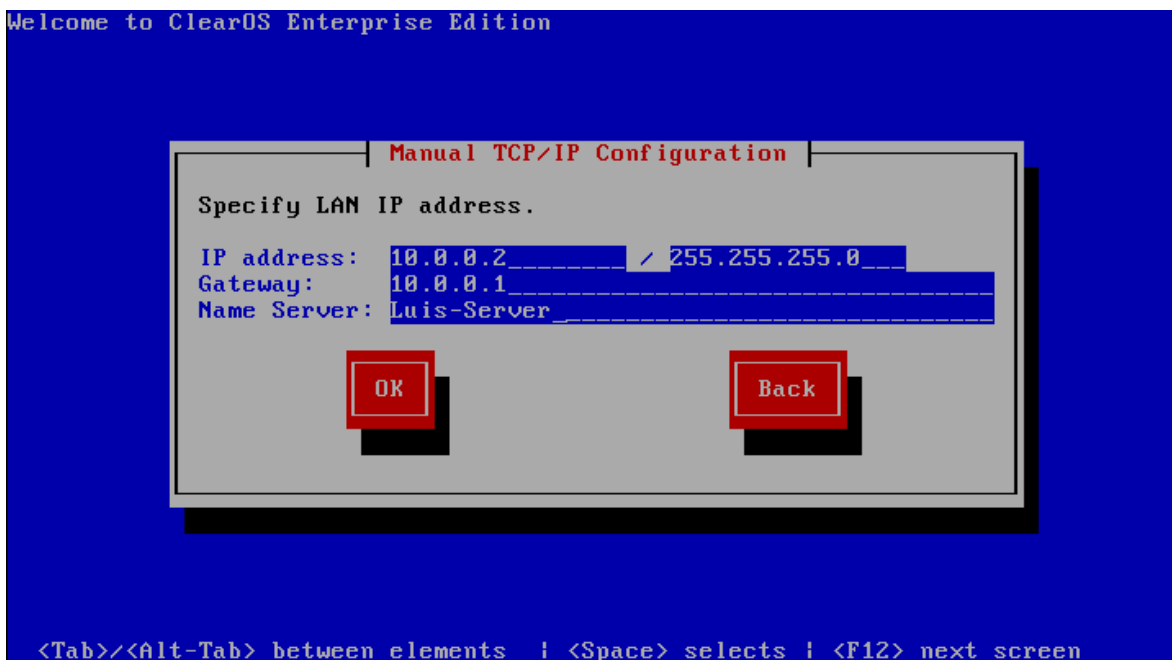 Welcome to ClearOS Enterprise Edition
Manual TCP/IP Configuration
Specify LAN IP address.
IP address: 10.0.0.2________ / 255.255.255.0___
Gateway: 10.0.0.1
Name Server: Luis-Server
OK Back
<Tab>/<Alt-Tab> between elements | <Space> selects | <F12> next screen